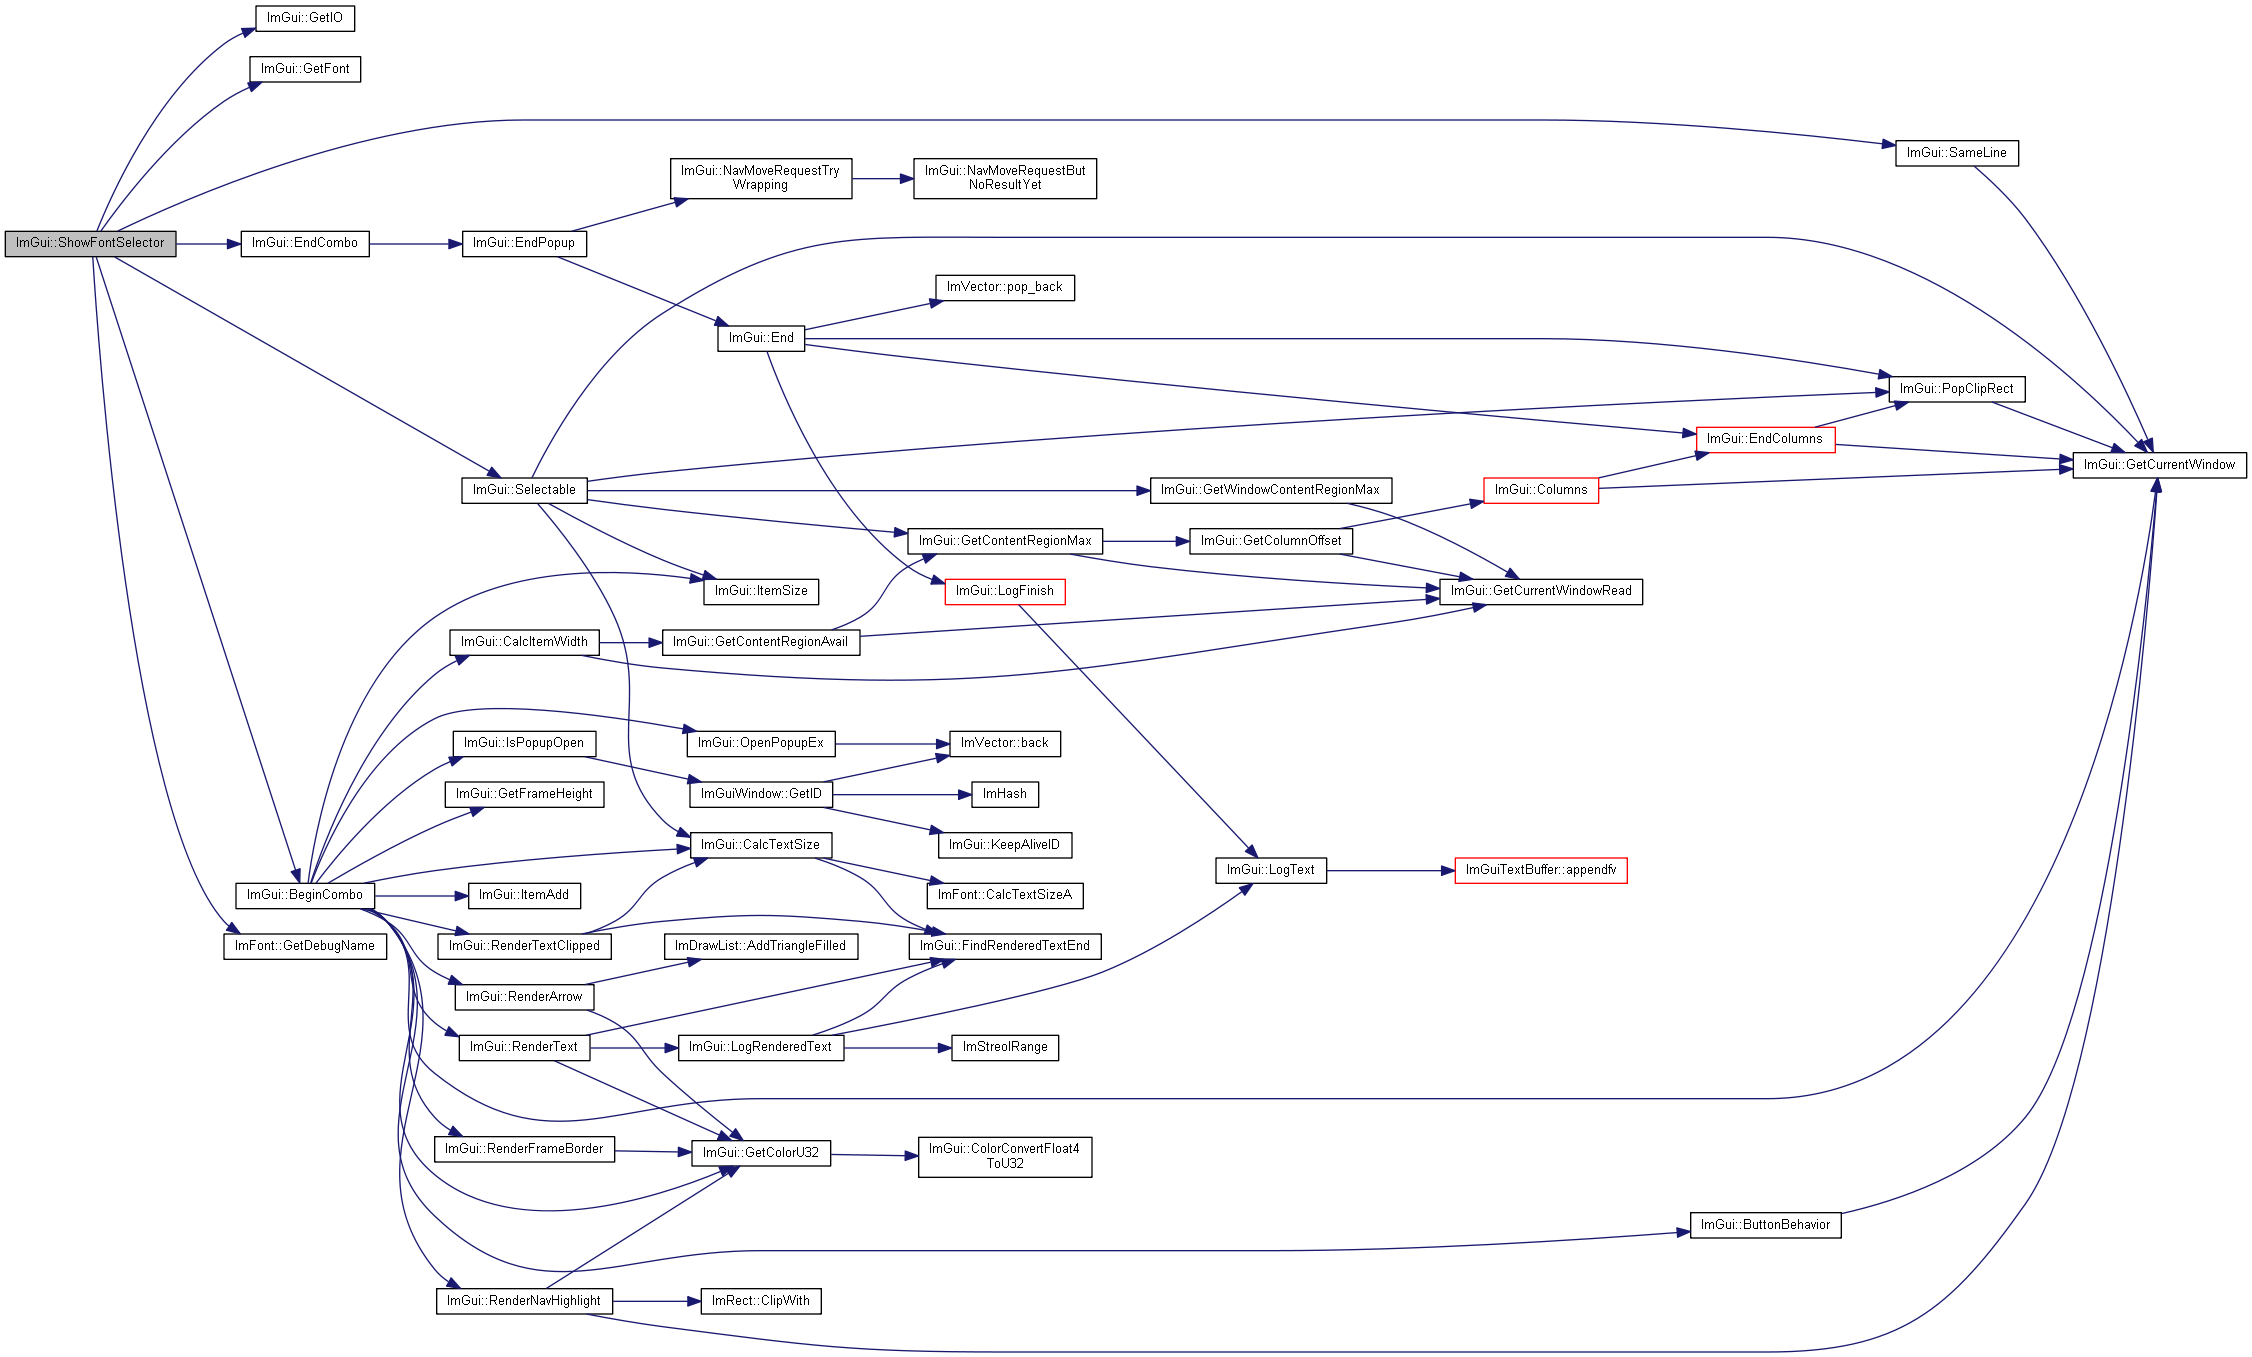 ImGui::GetIO
ImGui::GetFont
ImGui::SameLine
ImGui::NavMoveRequestTry
Wrapping
ImGui::NavMoveRequestBut
NoResultYet
ImGui::ShowFontSelector
ImGui::EndCombo
ImGui::EndPopup
ImVector::pop_back
ImGui::End
ImGui::PopClipRect
ImGui::EndColumns
ImGui::GetCurrentWindow
ImGui::Selectable
ImGui::GetWindowContentRegionMax
ImGui::Columns
ImGui::GetContentRegionMax
ImGui::GetColumnOffset
ImGui::ItemSize
ImGui::LogFinish
ImGui::GetCurrentWindowRead
ImGui::CalcItemWidth
ImGui::GetContentRegionAvail
ImGui::IsPopupOpen
ImGui::OpenPopupEx
ImVector::back
ImGui::GetFrameHeight
ImGuiWindow::GetID
ImHash
ImGui::CalcTextSize
ImGui::KeepAliveID
ImGui::LogText
ImGuiTextBuffer::appendfv
ImGui::BeginCombo
ImGui::ItemAdd
ImFont::CalcTextSizeA
ImFont::GetDebugName
ImGui::RenderTextClipped
ImDrawList::AddTriangleFilled
ImGui::FindRenderedTextEnd
ImGui::RenderArrow
ImGui::RenderText
ImGui::LogRenderedText
ImStreolRange
ImGui::RenderFrameBorder
ImGui::GetColorU32
ImGui::ColorConvertFloat4
ToU32
ImGui::ButtonBehavior
ImGui::RenderNavHighlight
ImRect::ClipWith